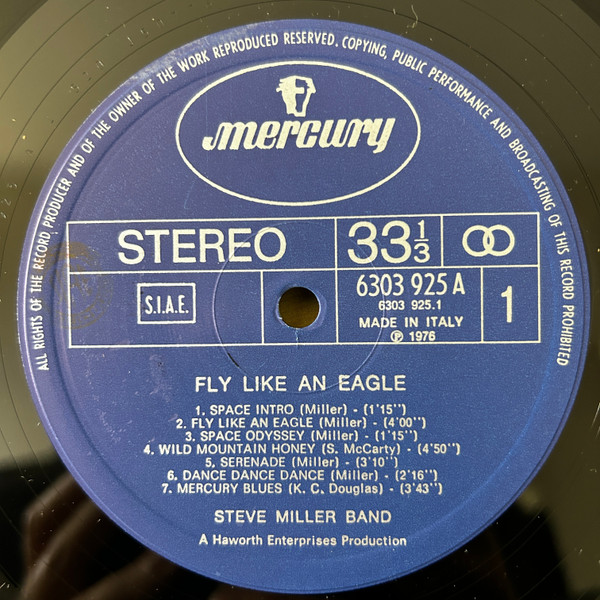 ALL RIGHTS OF THE RECORD PRODUCER AND OF THE OWNER OF THE WORK REPRODUCED RESERVED. COPYING, PUBLIC PERFORMANCE AND BROADCASTING OF THIS RECORD PROHIBITED
mercury
STEREO 33 1/3
S.I.A.E. 6303 925 A 1
6303 925.1
MADE IN ITALY
℗ 1976
FLY LIKE AN EAGLE
1. SPACE INTRO (Miller) - (1'15")
2. FLY LIKE AN EAGLE (Miller) - (4'00")
3. SPACE ODYSSEY (Miller) - (1'15")
4. WILD MOUNTAIN HONEY (S. McCarty) - (4'50")
5. SERENADE (Miller) - (3'10")
6. DANCE DANCE DANCE (Miller) - (2'16")
7. MERCURY BLUES (K. C. Douglas) - (3'43")
STEVE MILLER BAND
A Haworth Enterprises Production